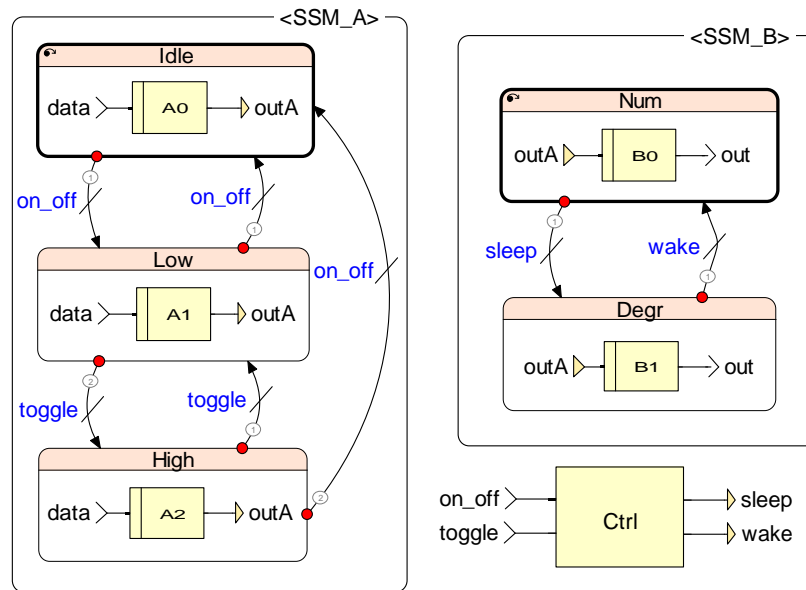 <SSM_A>
Idle
data A0 outA
1 1
on_off on_off
on_off
Low
data A1 outA
2
toggle toggle
1
High
data A2 outA
2
<SSM_B>
Num
outA B0 out
1
sleep wake
1
Degr
outA B1 out
on_off Ctrl sleep
toggle wake